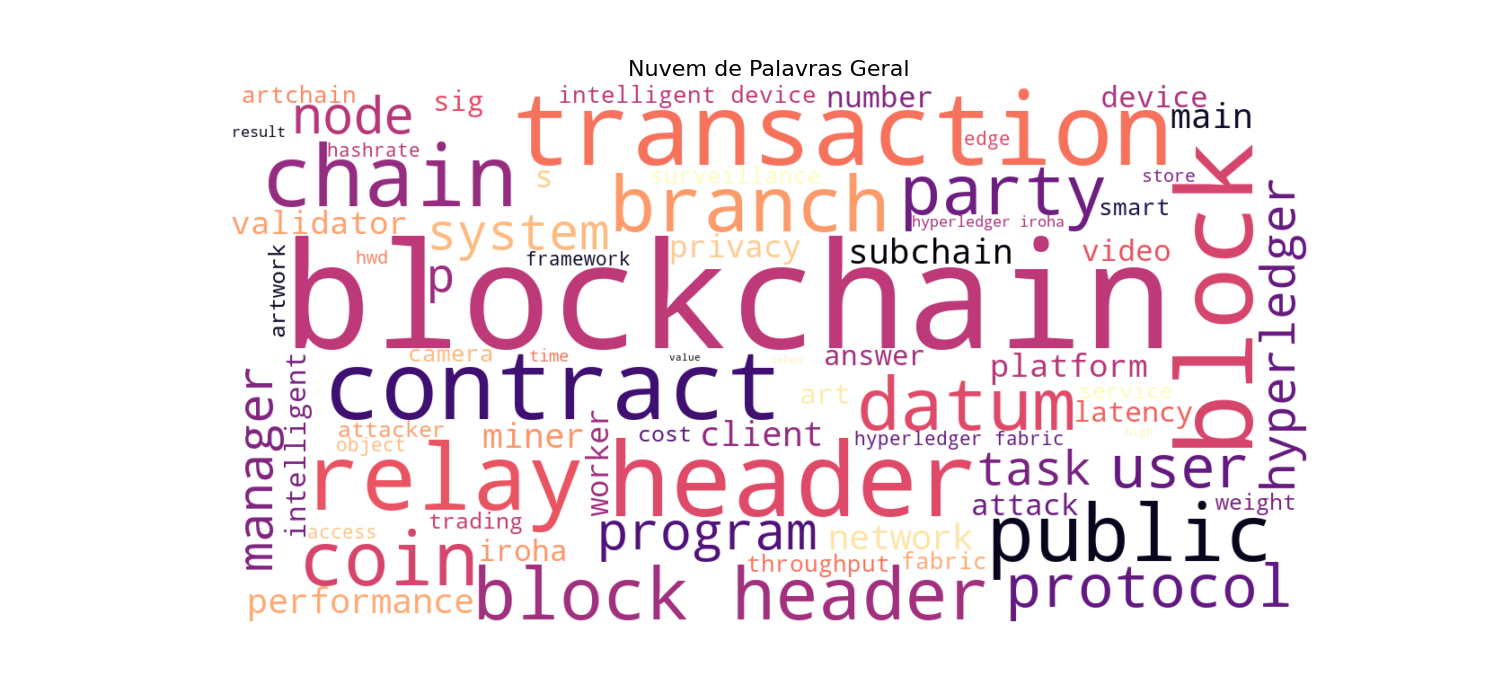 Nuvem de Palavras Geral
artchain
sig
intelligent device
number
device
node
transaction
main
result
hashrate
edge
chain
s
surveillance
branch
party
store
block
validator
system
hyperledger iroha
smart
hyperledger
privacy
subchain
video
hwd
framework
p
artwork
blockchain
camera
time
value
token
answer
platform
contract
art
datum
service
latency
manager
intelligent
attacker
object
miner
worker
cost
client
hyperledger fabric
high
relay
header
task
user
attack
weight
access
trading
program
network
public
coin
iroha
throughput
fabric
performance
block header
protocol